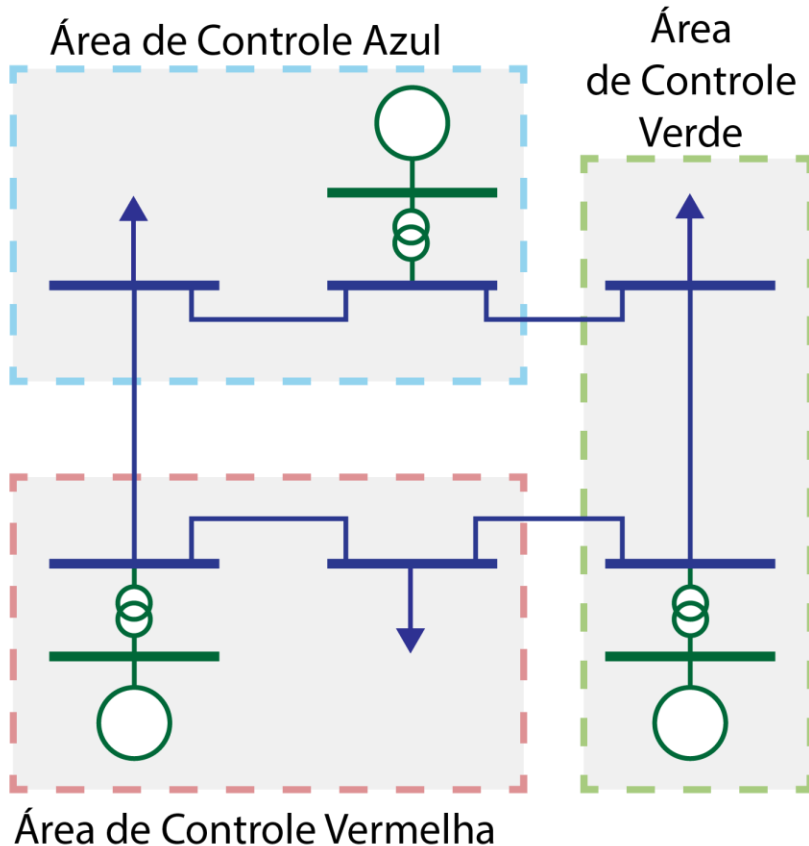 Área de Controle Azul
Área
de Controle
Verde
Área de Controle Vermelha